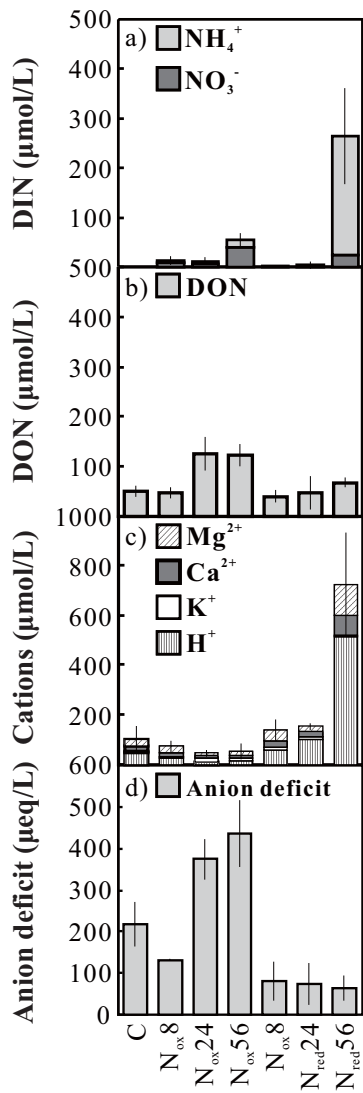 500
a) NH₄⁺
400
NO₃⁻
300
200
100
DIN (μmol/L)
500
b) DON
400
300
200
100
DON (μmol/L)
1000
c) Mg²⁺
800
Ca²⁺
600
K⁺
400
H⁺
200
Cations (μmol/L)
600
d) Anion deficit
500
400
300
200
100
0
Anion deficit (μeq/L)
C
Nox8
Nox24
Nox56
Nox8
Nred24
Nred56